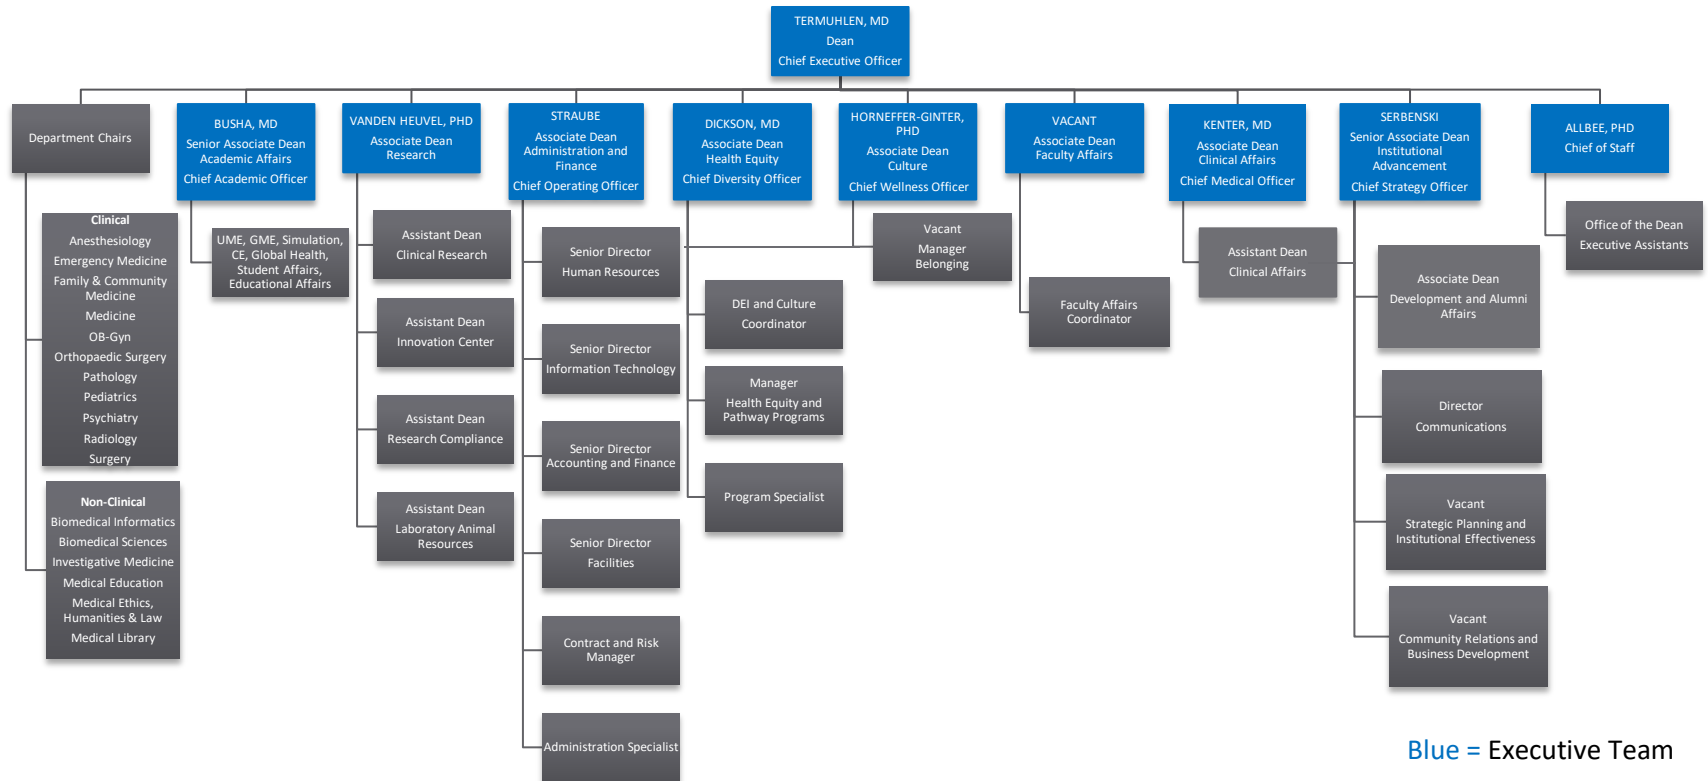 TERMUHLEN, MD
Dean
Chief Executive Officer
Department Chairs
BUSHA, MD
Senior Associate Dean
Academic Affairs
Chief Academic Officer
VANDEN HEUVEL, PHD
Associate Dean
Research
STRAUBE
Associate Dean
Administration and
Finance
Chief Operating Officer
DICKSON, MD
Associate Dean
Health Equity
Chief Diversity Officer
HORNEFFER-GINTER,
PHD
Associate Dean
Culture
Chief Wellness Officer
VACANT
Associate Dean
Faculty Affairs
KENTER, MD
Associate Dean
Clinical Affairs
Chief Medical Officer
SERBENSKI
Senior Associate Dean
Institutional
Advancement
Chief Strategy Officer
ALLBEE, PHD
Chief of Staff
Clinical
Anesthesiology
Emergency Medicine
Family & Community
Medicine
Medicine
OB-Gyn
Orthopaedic Surgery
Pathology
Pediatrics
Psychiatry
Radiology
Surgery
Non-Clinical
Biomedical Informatics
Biomedical Sciences
Investigative Medicine
Medical Education
Medical Ethics,
Humanities & Law
Medical Library
UME, GME, Simulation,
CE, Global Health,
Student Affairs,
Educational Affairs
Assistant Dean
Clinical Research
Assistant Dean
Innovation Center
Assistant Dean
Research Compliance
Assistant Dean
Laboratory Animal
Resources
Senior Director
Human Resources
Senior Director
Information Technology
Senior Director
Accounting and Finance
Senior Director
Facilities
Contract and Risk
Manager
Administration Specialist
DEI and Culture
Coordinator
Manager
Health Equity and
Pathway Programs
Program Specialist
Vacant
Manager
Belonging
Faculty Affairs
Coordinator
Assistant Dean
Clinical Affairs
Associate Dean
Development and Alumni
Affairs
Director
Communications
Vacant
Strategic Planning and
Institutional Effectiveness
Vacant
Community Relations and
Business Development
Office of the Dean
Executive Assistants
Blue = Executive Team